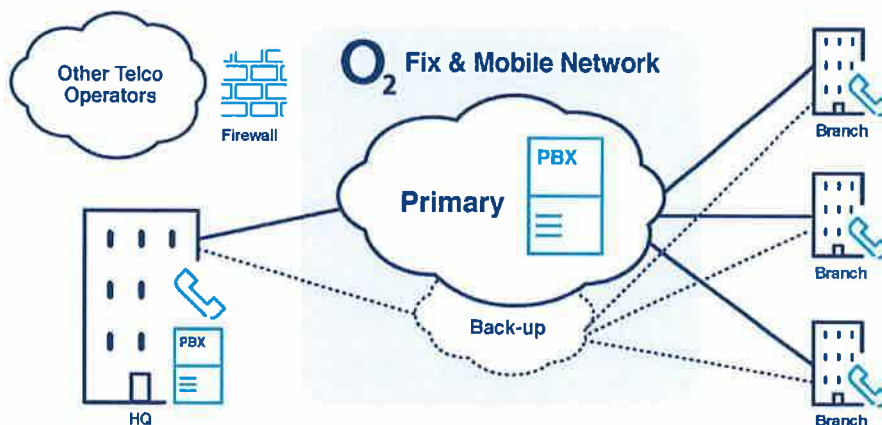 Other Telco
Operators
Firewall
O2 Fix & Mobile Network
Primary
PBX
Back-up
PBX
HQ
Branch
Branch
Branch